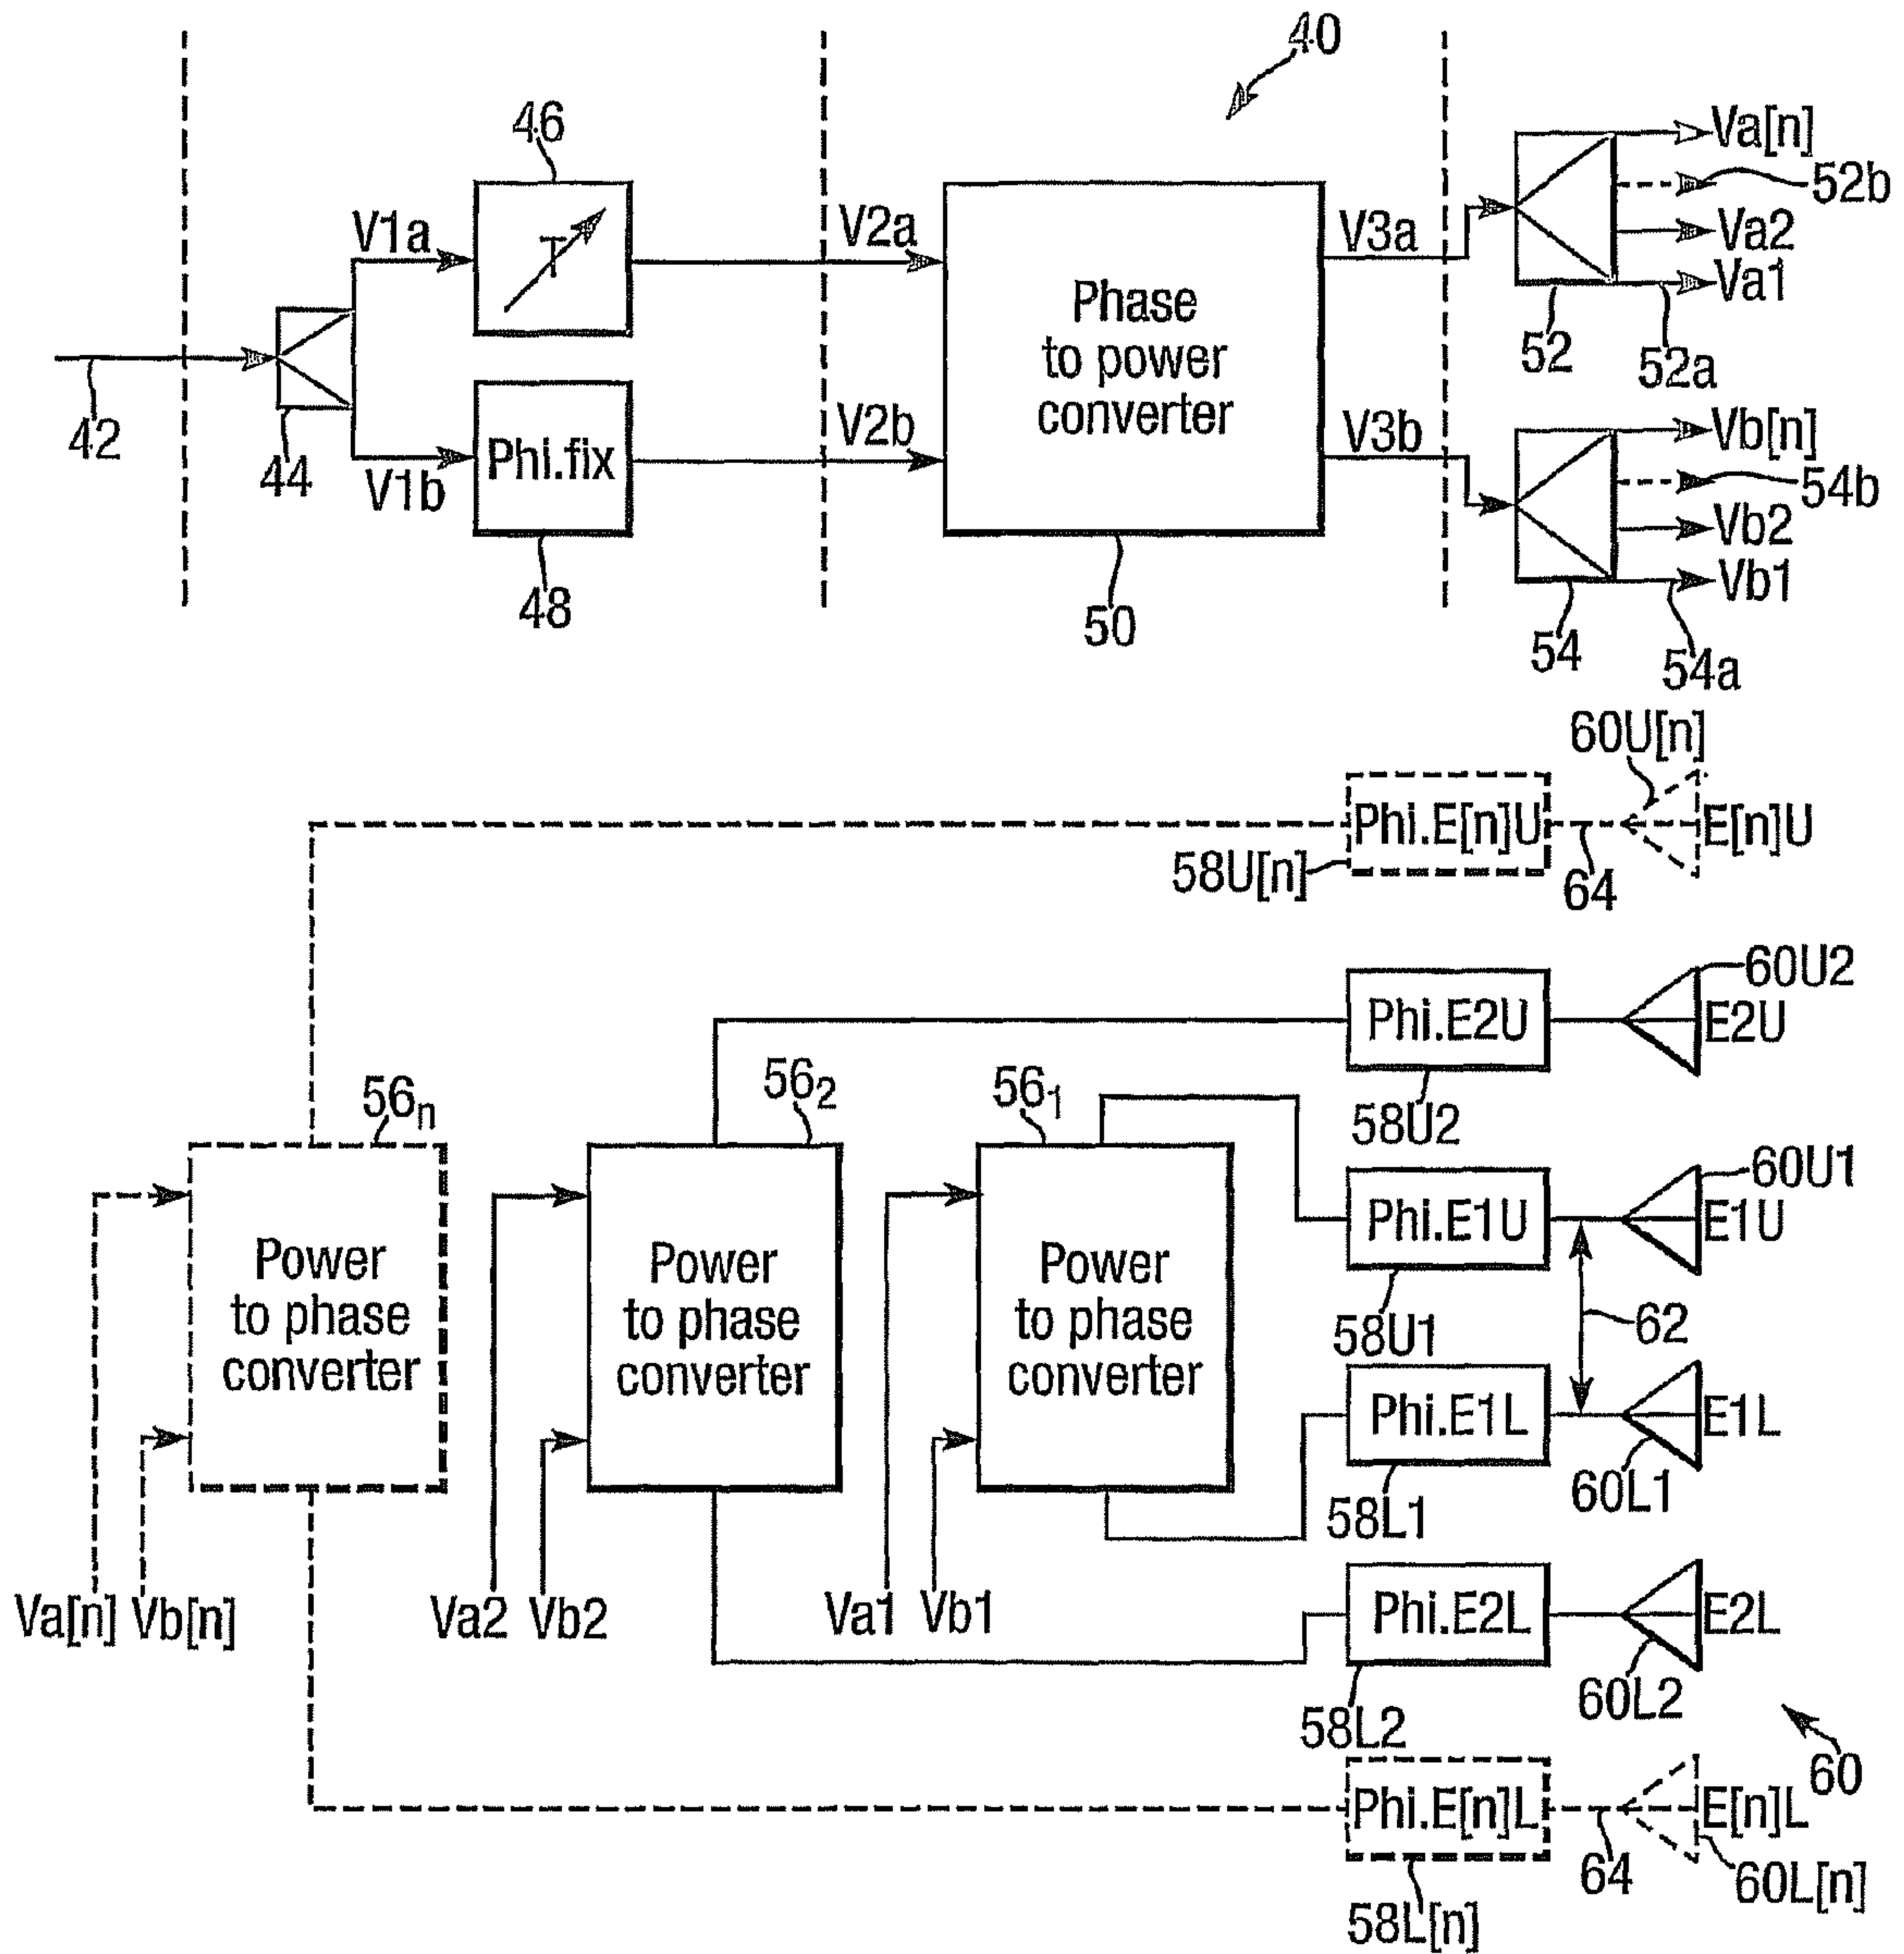 40
46
Va[n]
52b
V1a
T
V2a
V3a
Va2
Va1
Phase
to power
converter
52
52a
42
44
V1b
Phi.fix
V2b
V3b
Vb[n]
54b
Vb2
Vb1
48
50
54
54a
60U[n]
Phi.E[n]U
E[n]U
58U[n]
64
60U2
Phi.E2U
E2U
56n
562
561
58U2
60U1
Phi.E1U
E1U
Power
to phase
converter
Power
to phase
converter
Power
to phase
converter
58U1
62
Phi.E1L
E1L
58L1
60L1
Va[n]
Vb[n]
Va2
Vb2
Va1
Vb1
Phi.E2L
E2L
58L2
60L2
60
Phi.E[n]L
E[n]L
64
60L[n]
58L[n]